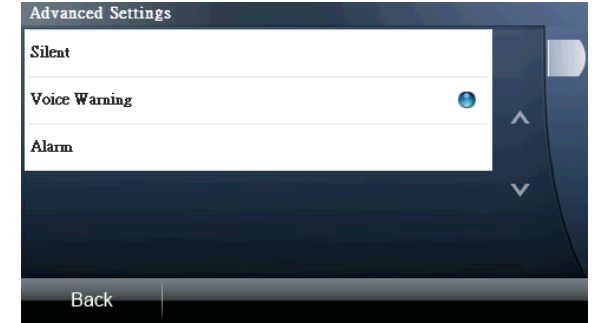 Advanced Settings
Silent
Voice Warning
Alarm
Back